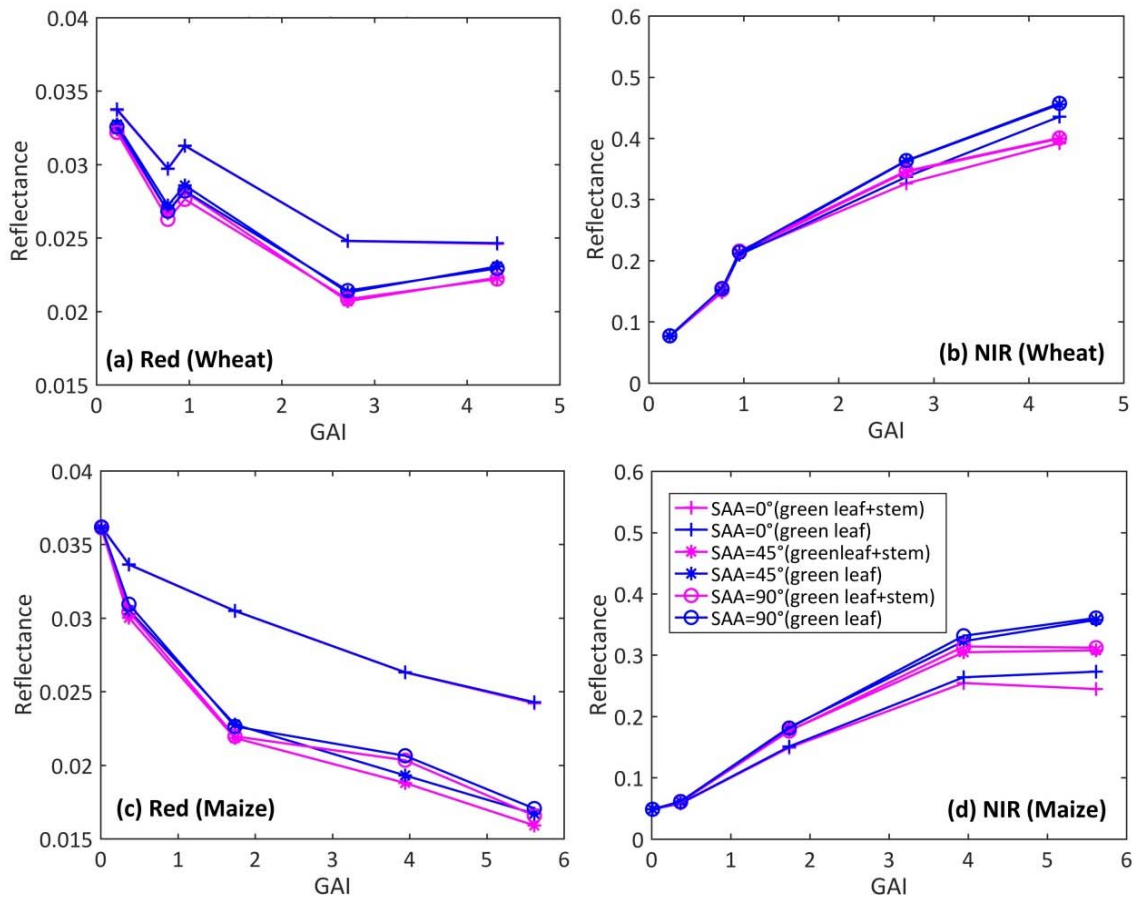 0.04
0.035
0.03
0.025
0.02
0.015
Reflectance
(a) Red (Wheat)
0 1 2 3 4 5
GAI
0.6
0.5
0.4
0.3
0.2
0.1
0
Reflectance
(b) NIR (Wheat)
0 1 2 3 4 5
GAI
0.04
0.035
0.03
0.025
0.02
0.015
Reflectance
(c) Red (Maize)
0 1 2 3 4 5 6
GAI
0.6
0.5
0.4
0.3
0.2
0.1
0
Reflectance
SAA=0°(green leaf+stem)
SAA=0°(green leaf)
SAA=45°(greenleaf+stem)
SAA=45°(green leaf)
SAA=90°(green leaf+stem)
SAA=90°(green leaf)
(d) NIR (Maize)
0 1 2 3 4 5 6
GAI